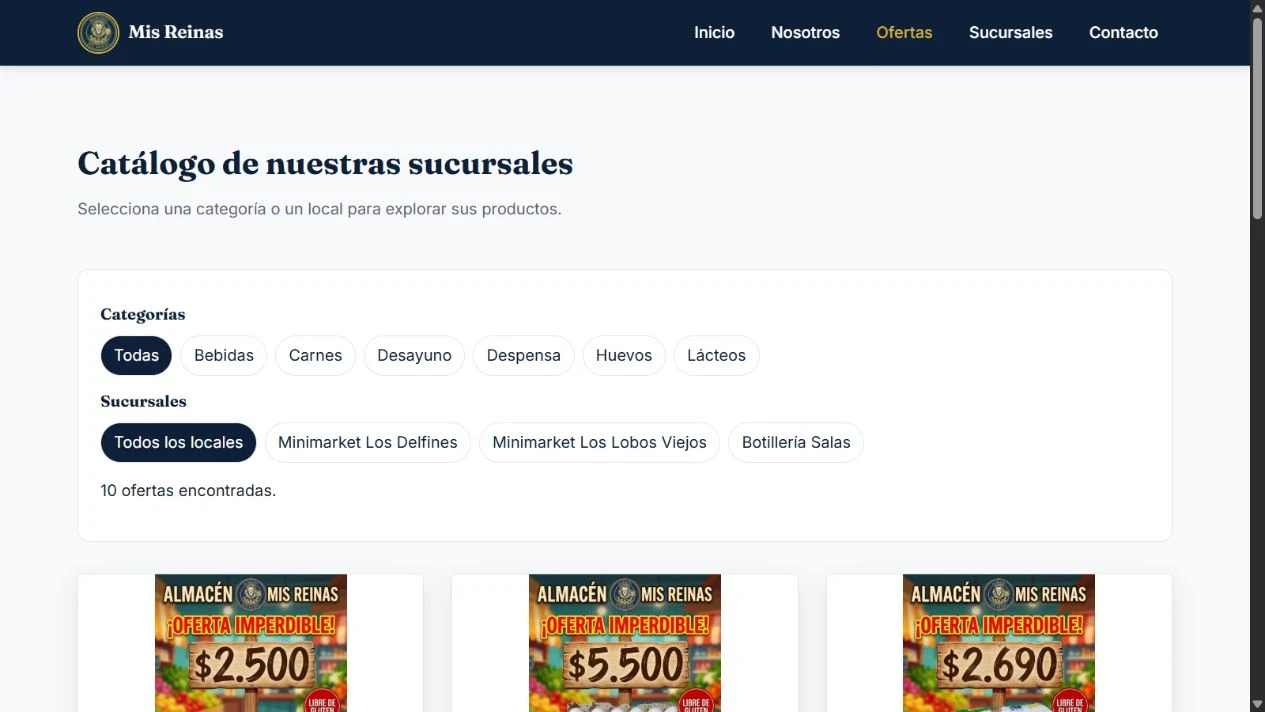 Mis Reinas
Inicio Nosotros Ofertas Sucursales Contacto
Catálogo de nuestras sucursales
Selecciona una categoría o un local para explorar sus productos.
Categorías
Todas Bebidas Carnes Desayuno Despensa Huevos Lácteos
Sucursales
Todos los locales Minimarket Los Delfines Minimarket Los Lobos Viejos Botillería Salas
10 ofertas encontradas.
ALMACÉN MIS REINAS
¡OFERTA IMPERDIBLE!
$2.500
LIBRE DE
GLUTEN
ALMACÉN MIS REINAS
¡OFERTA IMPERDIBLE!
$5.500
LIBRE DE
GLUTEN
ALMACÉN MIS REINAS
¡OFERTA IMPERDIBLE!
$2.690
LIBRE DE
GLUTEN